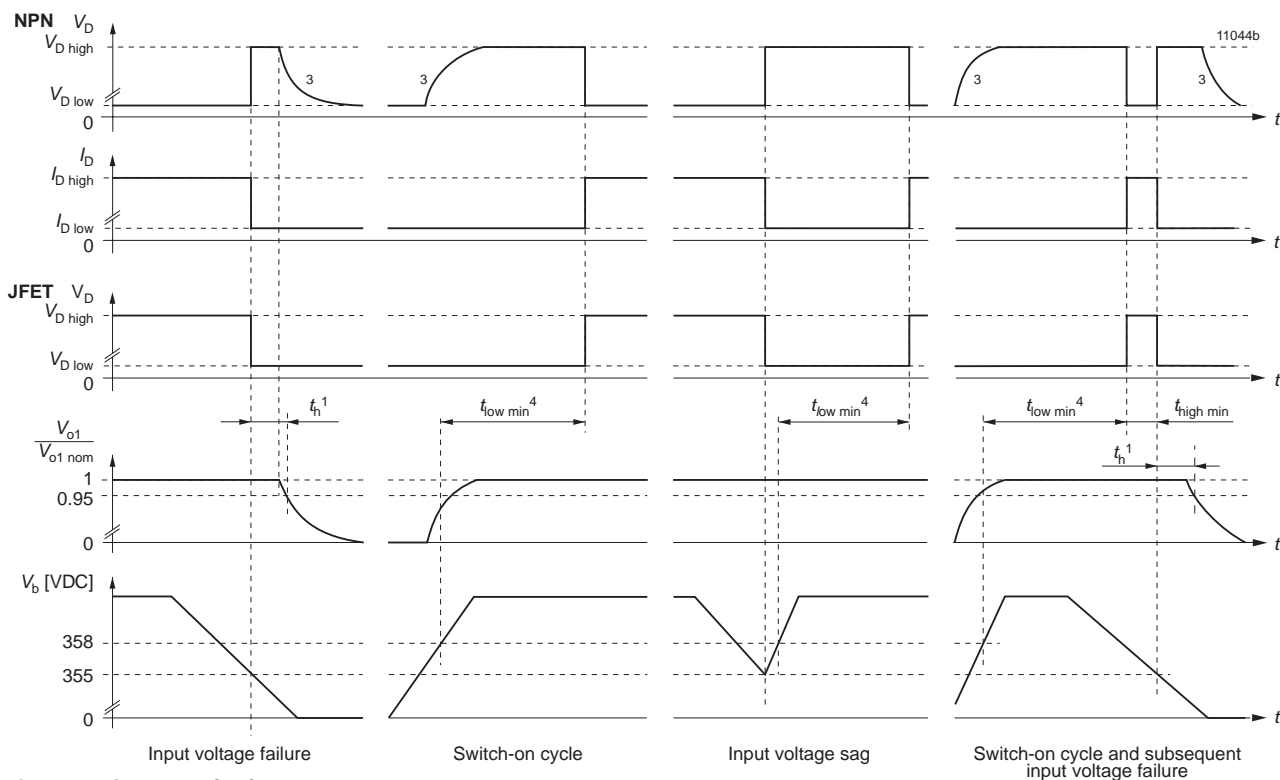 NPN V_D
V_D high
11044b
3
3
3
3
V_D low
0
t
I_D
I_D high
I_D low
0
t
JFET V_D
V_D high
V_D low
0
t
t_h^1
t_low min^4
t_low min^4
t_low min^4
t_high min
V_o1
V_o1 nom
t_h^1
1
0.95
0
t
V_b [VDC]
358
355
0
t
Input voltage failure
Switch-on cycle
Input voltage sag
Switch-on cycle and subsequent
input voltage failure